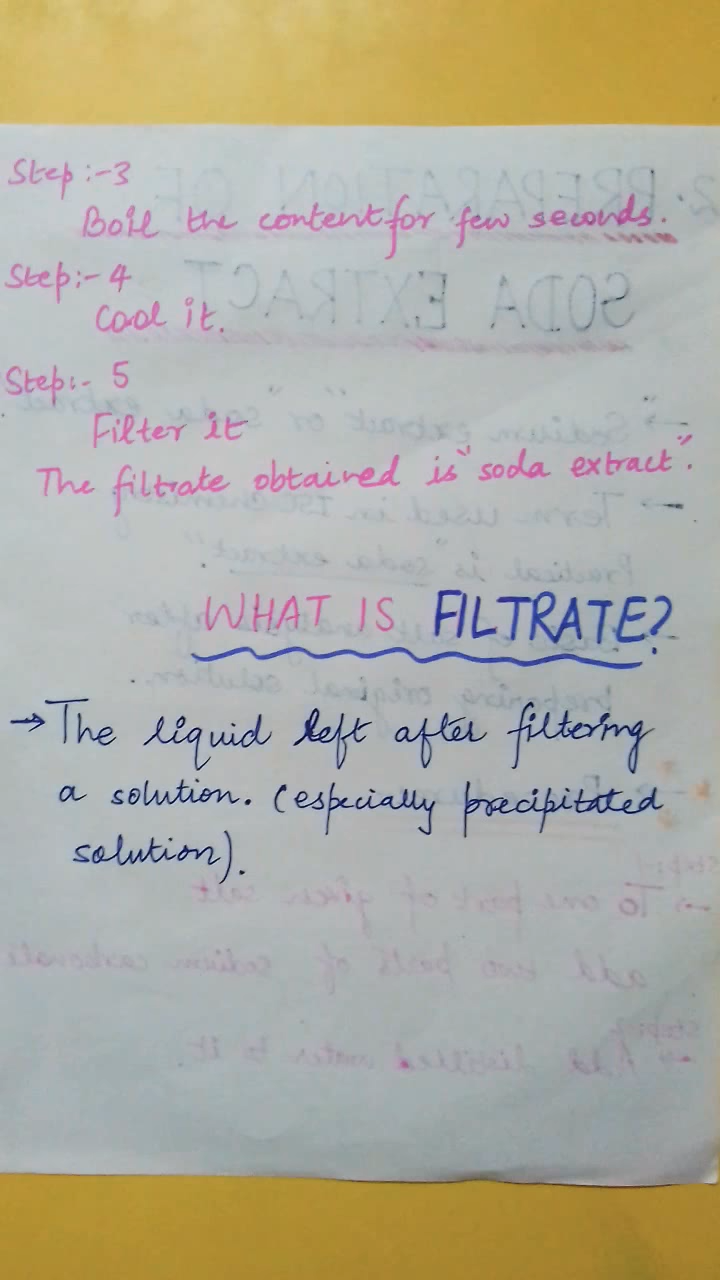 Step:-3
Boil the content for few seconds.
Step:-4
Cool it.
Step:- 5
Filter it
The filtrate obtained is "soda extract".
WHAT IS FILTRATE?
→ The liquid left after filtering
a solution. (especially precipitated
solution).